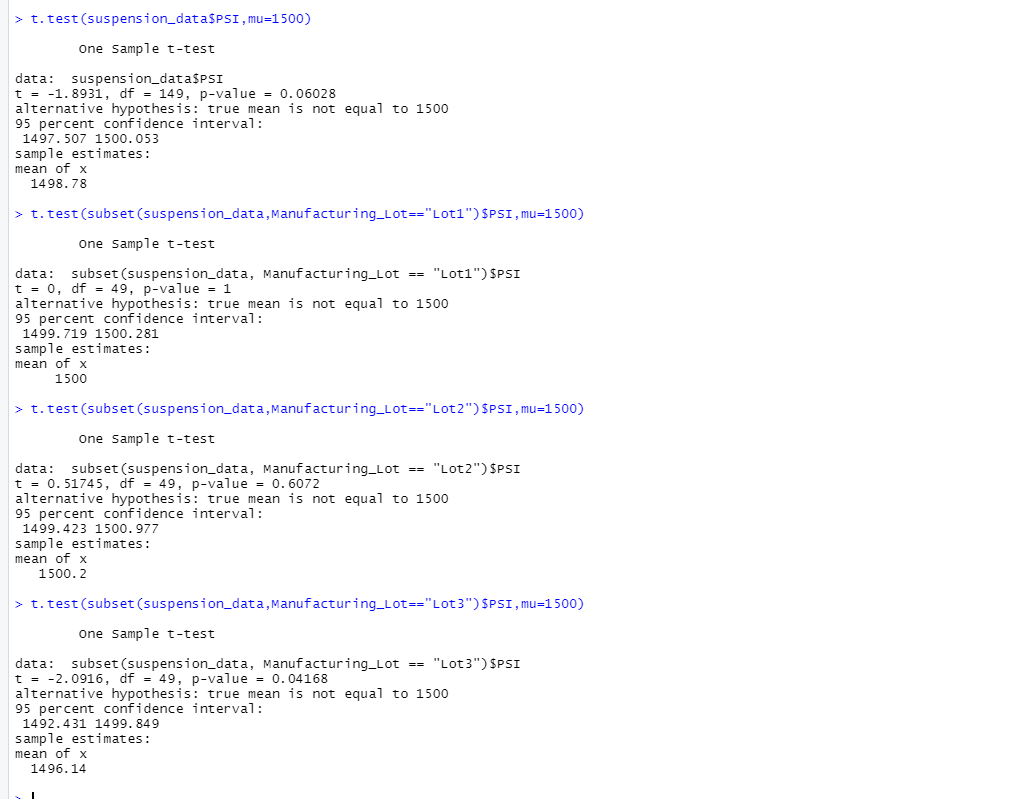 > t.test(suspension_data$PSI,mu=1500)
One Sample t-test
data:  suspension_data$PSI
t = -1.8931, df = 149, p-value = 0.06028
alternative hypothesis: true mean is not equal to 1500
95 percent confidence interval:
1497.507 1500.053
sample estimates:
mean of x
1498.78
> t.test(subset(suspension_data,Manufacturing_Lot=="Lot1")$PSI,mu=1500)
One Sample t-test
data:  subset(suspension_data, Manufacturing_Lot == "Lot1")$PSI
t = 0, df = 49, p-value = 1
alternative hypothesis: true mean is not equal to 1500
95 percent confidence interval:
1499.719 1500.281
sample estimates:
mean of x
1500
> t.test(subset(suspension_data,Manufacturing_Lot=="Lot2")$PSI,mu=1500)
One Sample t-test
data:  subset(suspension_data, Manufacturing_Lot == "Lot2")$PSI
t = 0.51745, df = 49, p-value = 0.6072
alternative hypothesis: true mean is not equal to 1500
95 percent confidence interval:
1499.423 1500.977
sample estimates:
mean of x
1500.2
> t.test(subset(suspension_data,Manufacturing_Lot=="Lot3")$PSI,mu=1500)
One Sample t-test
data:  subset(suspension_data, Manufacturing_Lot == "Lot3")$PSI
t = -2.0916, df = 49, p-value = 0.04168
alternative hypothesis: true mean is not equal to 1500
95 percent confidence interval:
1492.431 1499.849
sample estimates:
mean of x
1496.14
>